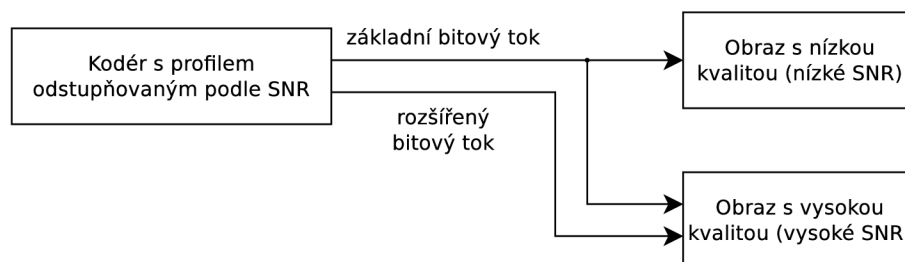 Kodér s profilem
odstupňovaným podle SNR
základní bitový tok
rozšířený
bitový tok
Obraz s nízkou
kvalitou (nízké SNR)
Obraz s vysokou
kvalitou (vysoké SNR